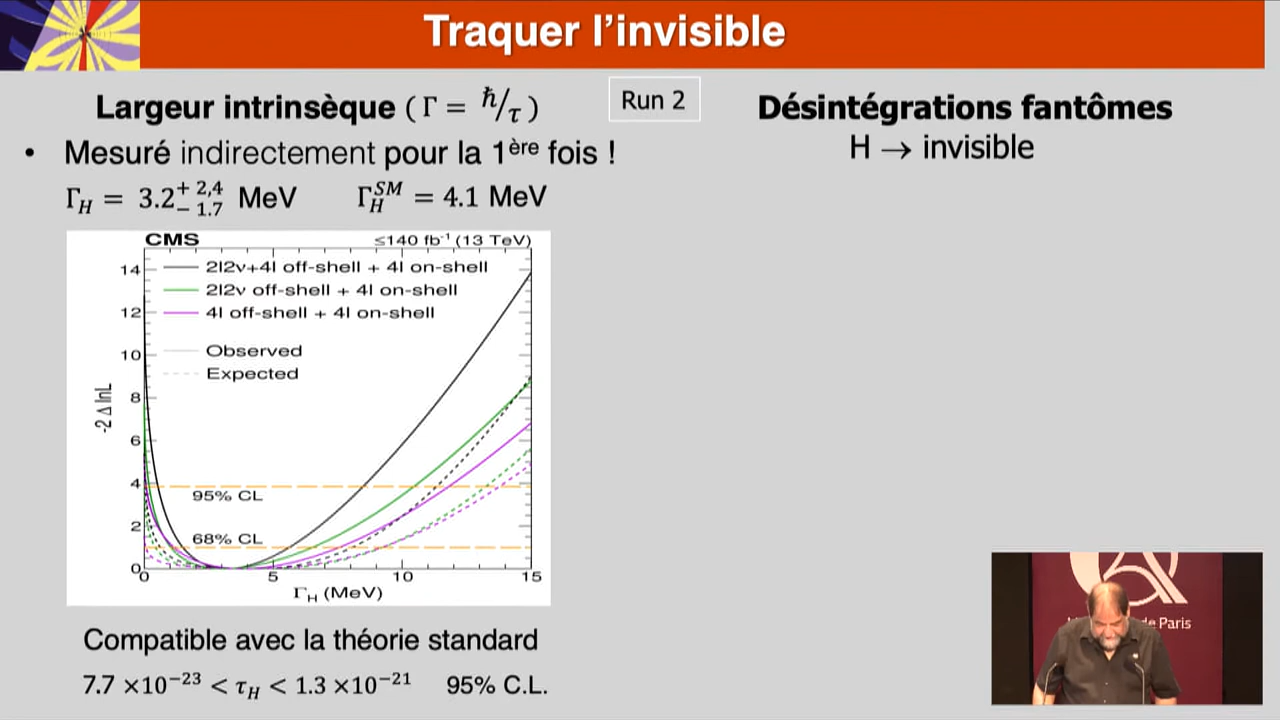 Traquer l'invisible
Largeur intrinsèque (Γ = ℏ/τ)
Run 2
• Mesuré indirectement pour la 1ère fois !
Γ_H = 3.2 + 2,4 − 1.7 MeV Γ_H^SM = 4.1 MeV
CMS ≤140 fb⁻¹ (13 TeV)
2l2ν+4l off-shell + 4l on-shell
2l2ν off-shell + 4l on-shell
4l off-shell + 4l on-shell
Observed
Expected
-2 Δ lnL
14
12
10
8
6
4
2
0
95% CL
68% CL
0 5 10 15
Γ_H (MeV)
Compatible avec la théorie standard
7.7 ×10⁻²³ < τ_H < 1.3 ×10⁻²¹ 95% C.L.
Désintégrations fantômes
H → invisible
de Paris